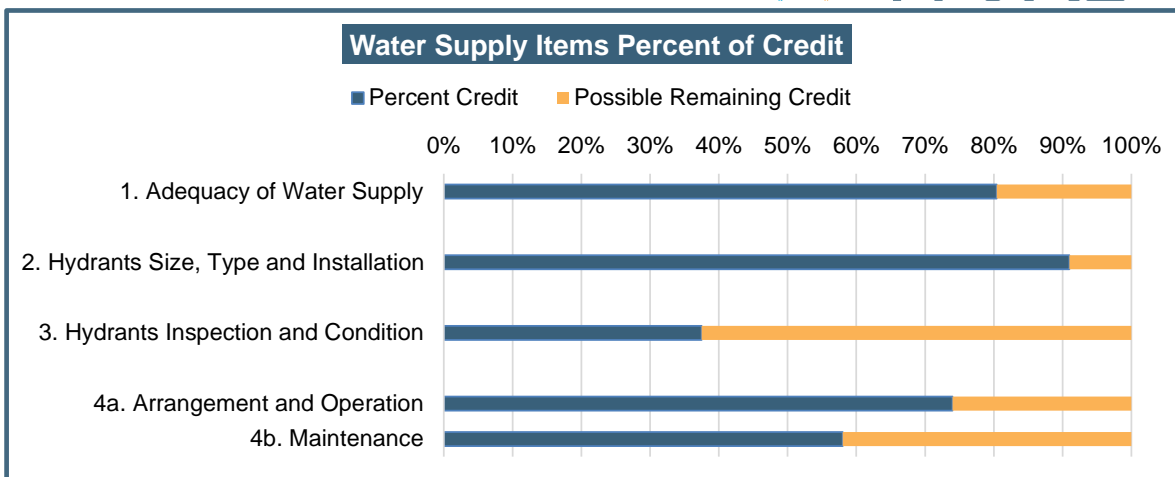 Water Supply Items Percent of Credit
Percent Credit Possible Remaining Credit
0% 10% 20% 30% 40% 50% 60% 70% 80% 90% 100%
1. Adequacy of Water Supply
2. Hydrants Size, Type and Installation
3. Hydrants Inspection and Condition
4a. Arrangement and Operation
4b. Maintenance